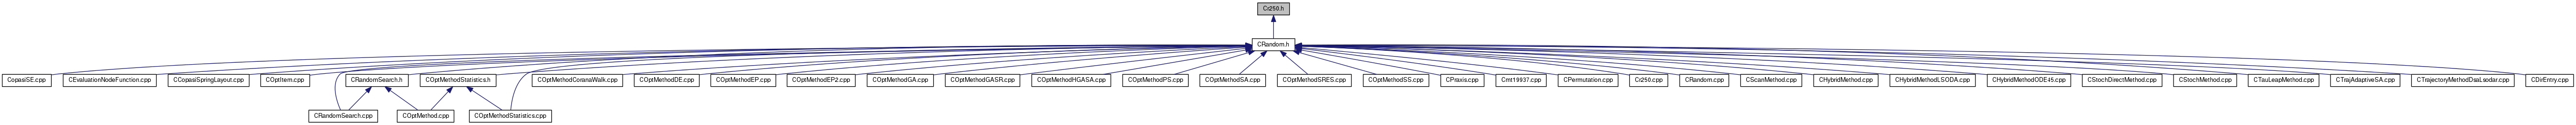 Cr250.h
CRandom.h
CopasiSE.cpp
CEvaluationNodeFunction.cpp
CCopasiSpringLayout.cpp
COptItem.cpp
CRandomSearch.h
COptMethodStatistics.h
COptMethodCoranaWalk.cpp
COptMethodDE.cpp
COptMethodEP.cpp
COptMethodEP2.cpp
COptMethodGA.cpp
COptMethodGASR.cpp
COptMethodHGASA.cpp
COptMethodPS.cpp
COptMethodSA.cpp
COptMethodSRES.cpp
COptMethodSS.cpp
CPraxis.cpp
Cmt19937.cpp
CPermutation.cpp
Cr250.cpp
CRandom.cpp
CScanMethod.cpp
CHybridMethod.cpp
CHybridMethodLSODA.cpp
CHybridMethodODE45.cpp
CStochDirectMethod.cpp
CStochMethod.cpp
CTauLeapMethod.cpp
CTrajAdaptiveSA.cpp
CTrajectoryMethodDsaLsodar.cpp
CDirEntry.cpp
CRandomSearch.cpp
COptMethod.cpp
COptMethodStatistics.cpp